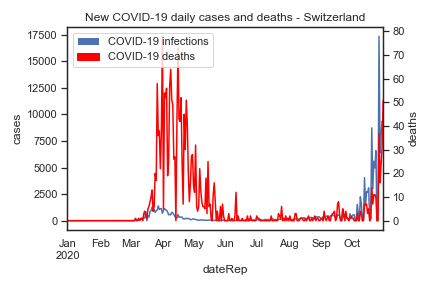 New COVID-19 daily cases and deaths - Switzerland
COVID-19 infections
COVID-19 deaths
17500
15000
12500
10000
7500
5000
2500
0
cases
80
70
60
50
40
30
20
10
0
deaths
Jan Feb Mar Apr May Jun Jul Aug Sep Oct
2020
dateRep